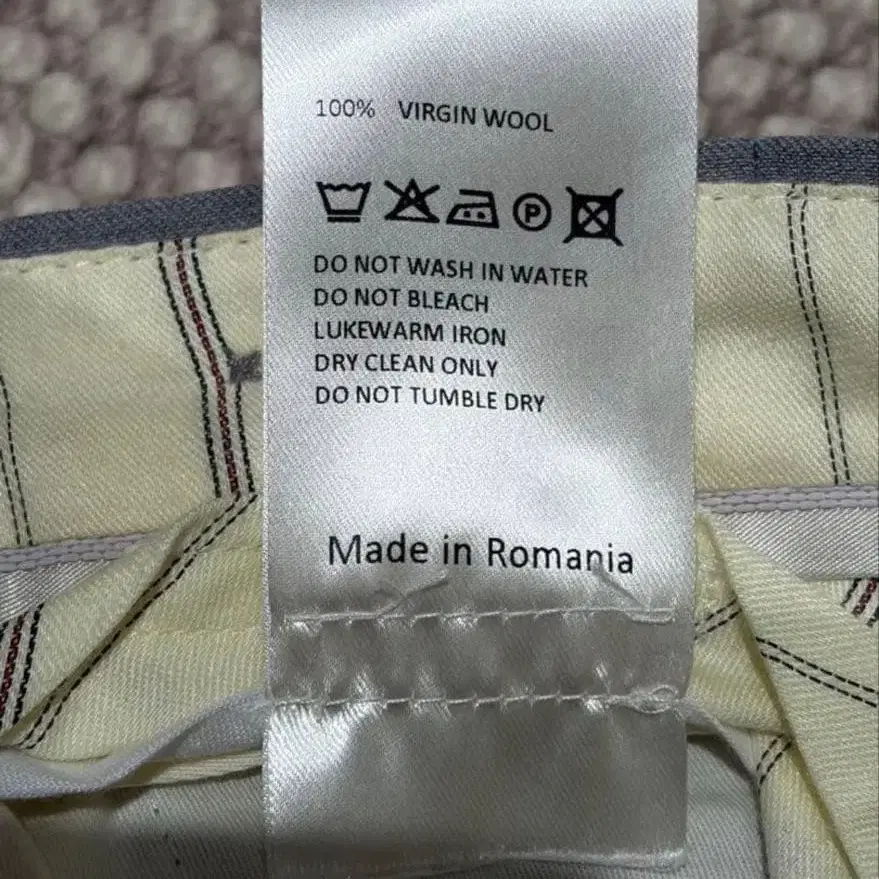 100% VIRGIN WOOL
P
DO NOT WASH IN WATER
DO NOT BLEACH
LUKEWARM IRON
DRY CLEAN ONLY
DO NOT TUMBLE DRY
Made in Romania